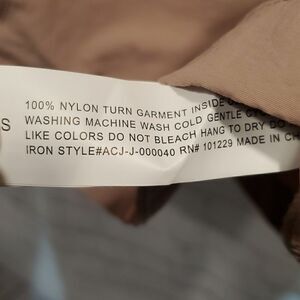 100% NYLON TURN GARMENT INSIDE
S WASHING MACHINE WASH COLD GENTLE
LIKE COLORS DO NOT BLEACH HANG TO DRY DO
IRON STYLE#ACJ-J-000040 RN# 101229 MADE IN